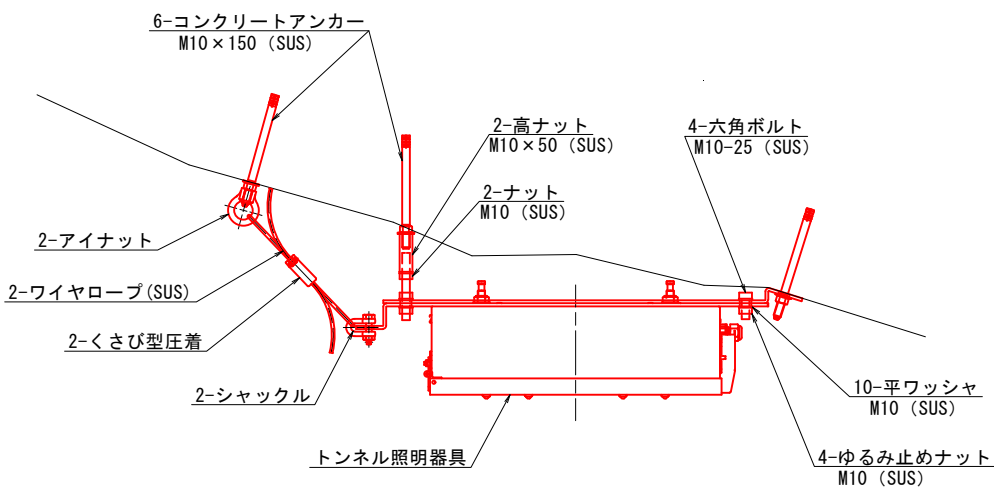 6-コンクリートアンカー
M10×150 (SUS)
2-高ナット
M10×50 (SUS)
4-六角ボルト
M10-25 (SUS)
2-ナット
M10 (SUS)
2-アイナット
2-ワイヤロープ(SUS)
2-くさび型圧着
2-シャックル
10-平ワッシャ
M10 (SUS)
トンネル照明器具
4-ゆるみ止めナット
M10 (SUS)